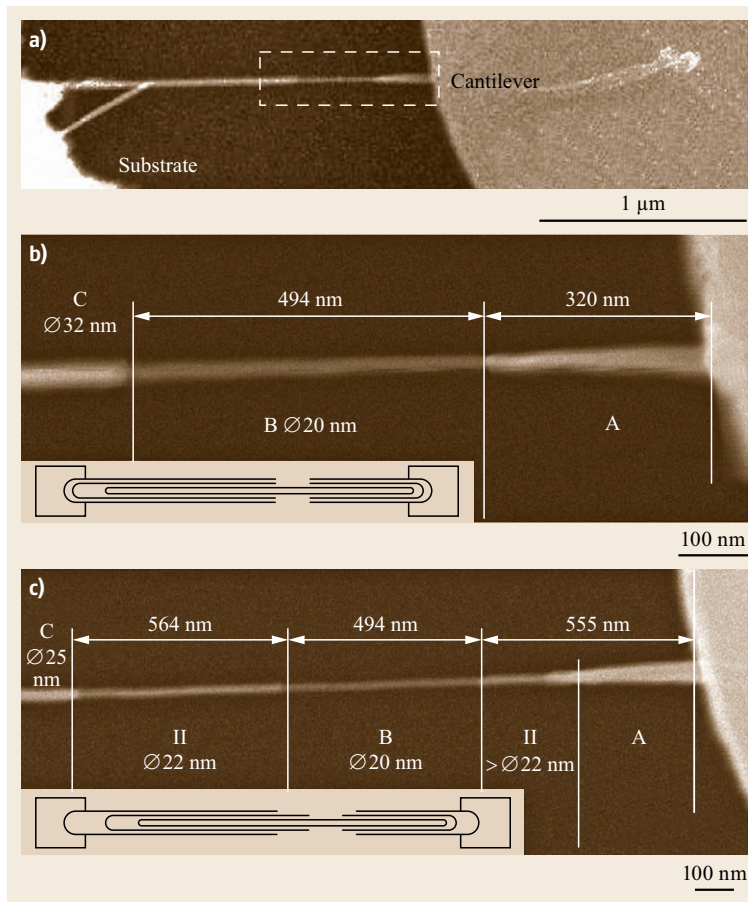 a)
Cantilever
Substrate
1 µm
b)
C
∅32 nm
494 nm
320 nm
B ∅20 nm
A
100 nm
c)
C
∅25
nm
564 nm
494 nm
555 nm
II
∅22 nm
B
∅20 nm
II
> ∅22 nm
A
100 nm